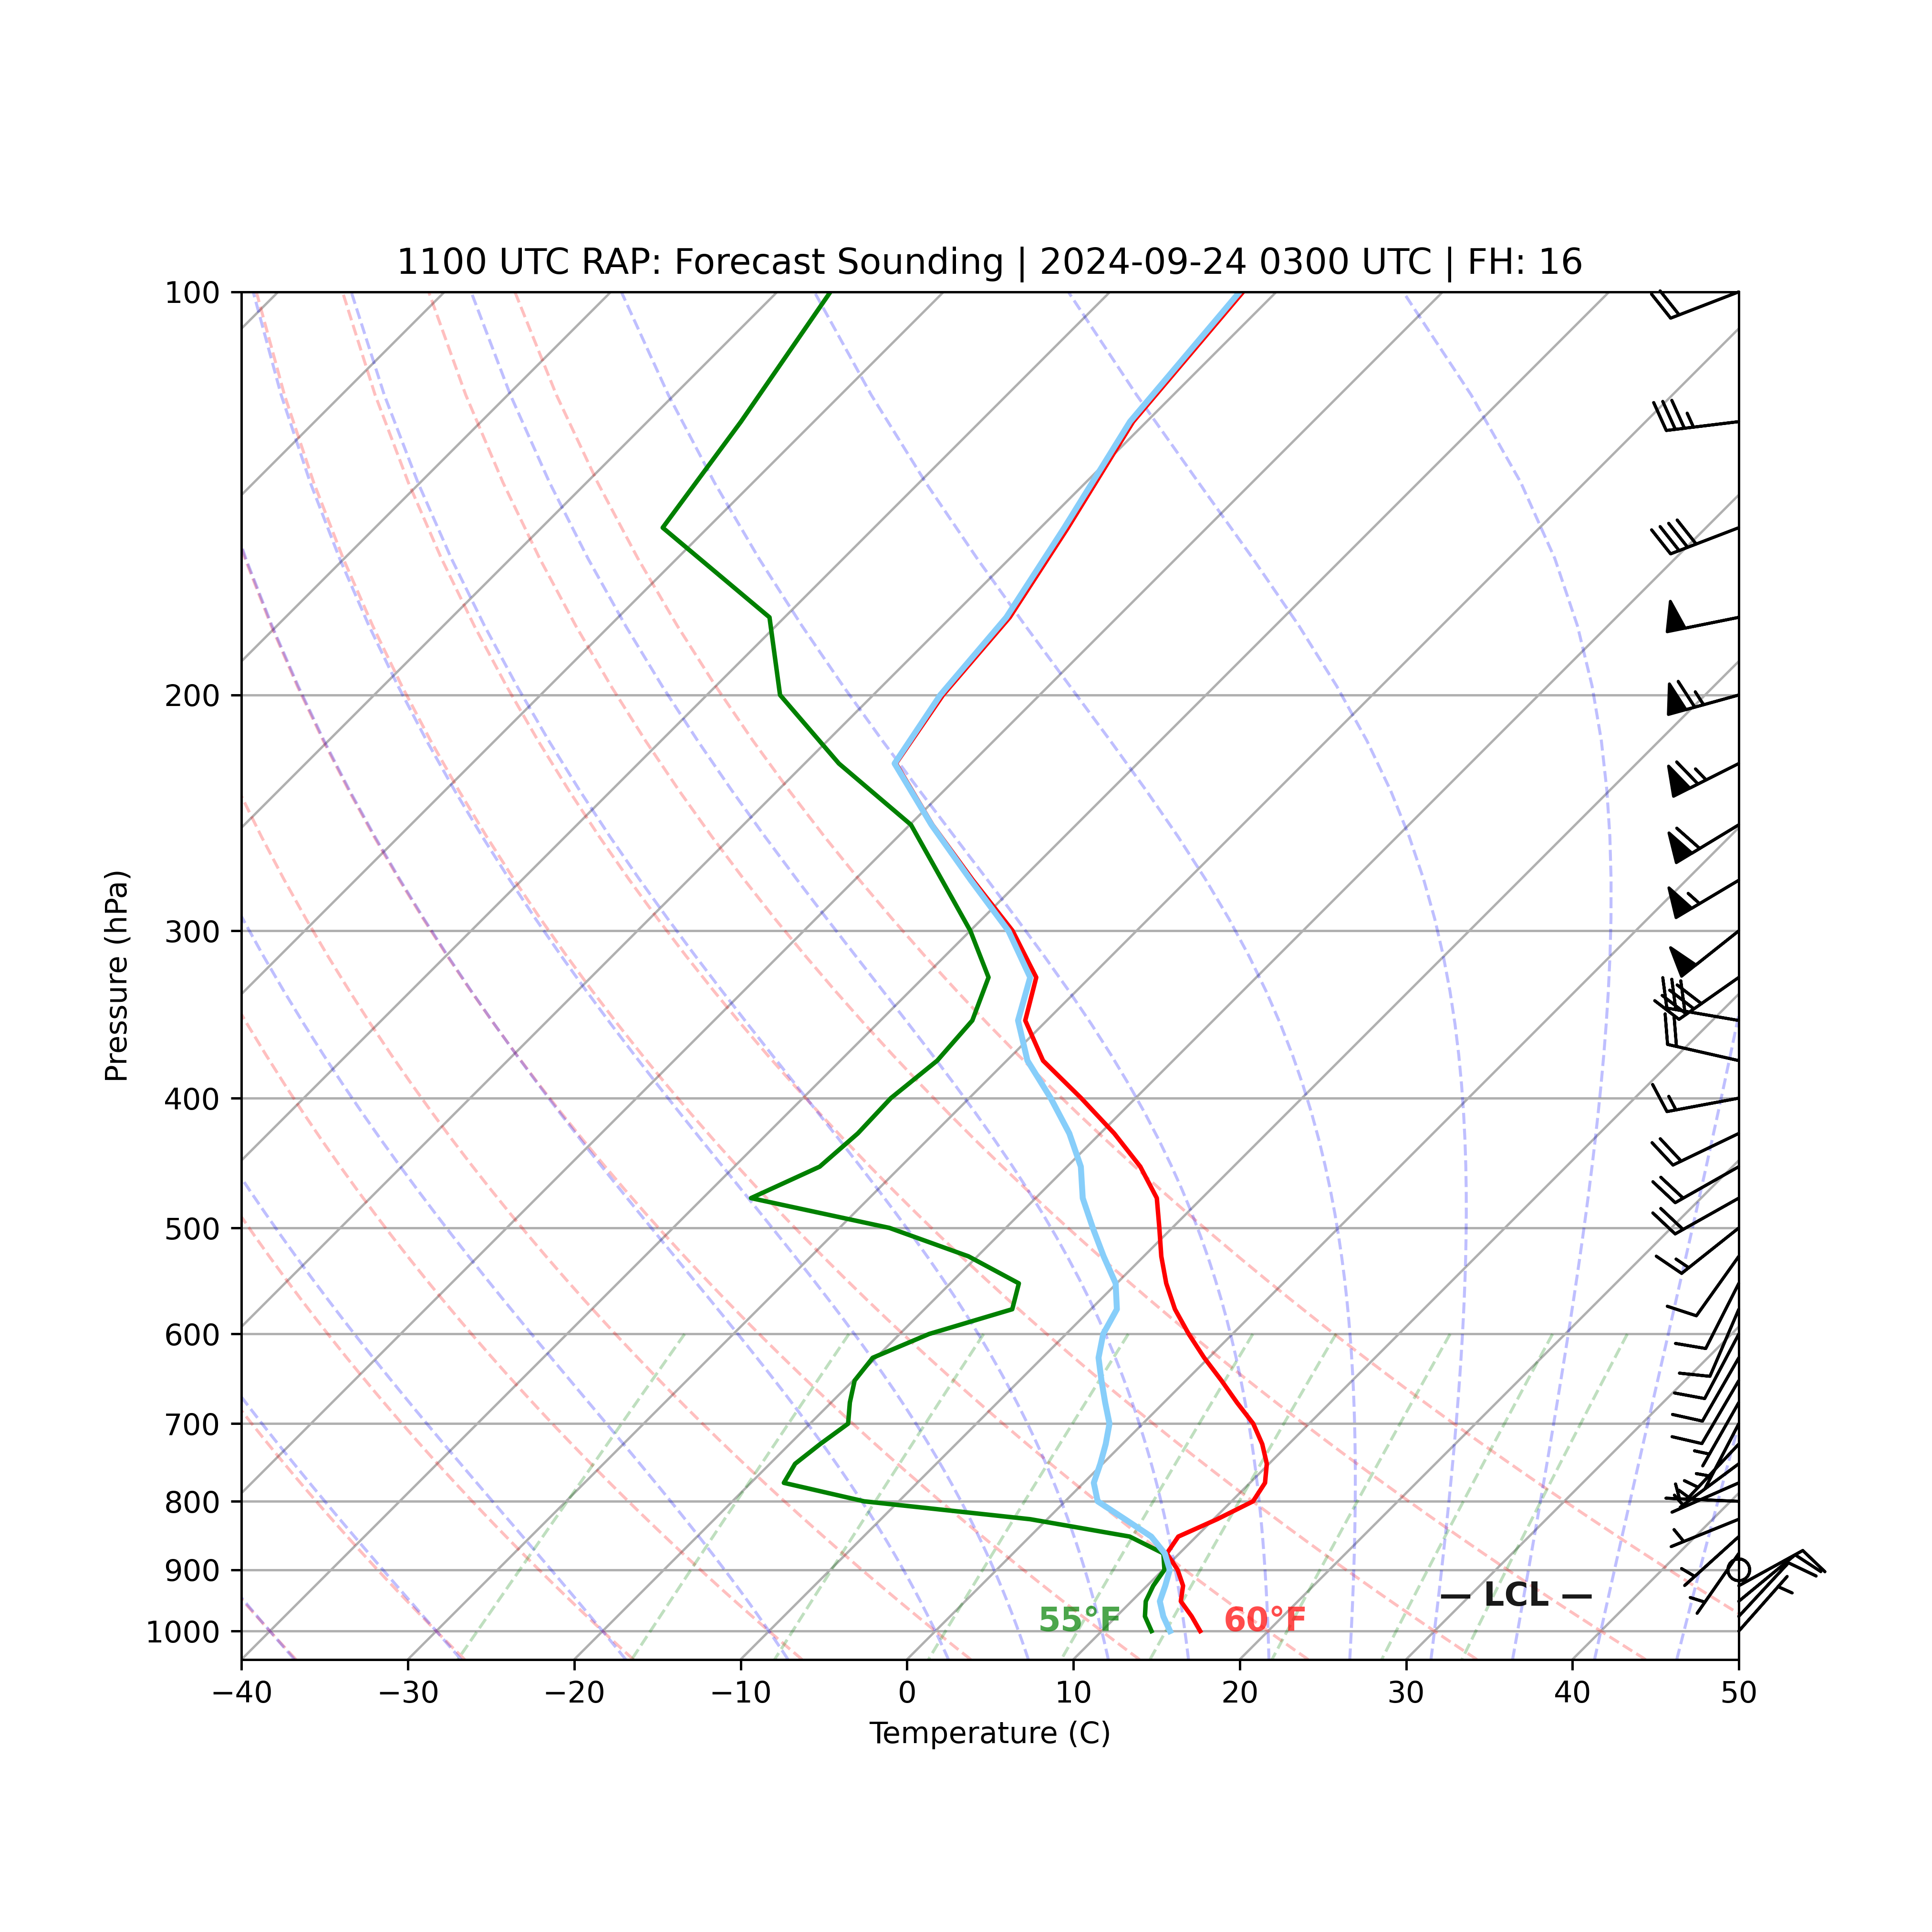 1100 UTC RAP: Forecast Sounding | 2024-09-24 0300 UTC | FH: 16
100
200
300
400
500
600
700
800
900
1000
Pressure (hPa)
— LCL —
55°F 60°F
−40 −30 −20 −10 0 10 20 30 40 50
Temperature (C)